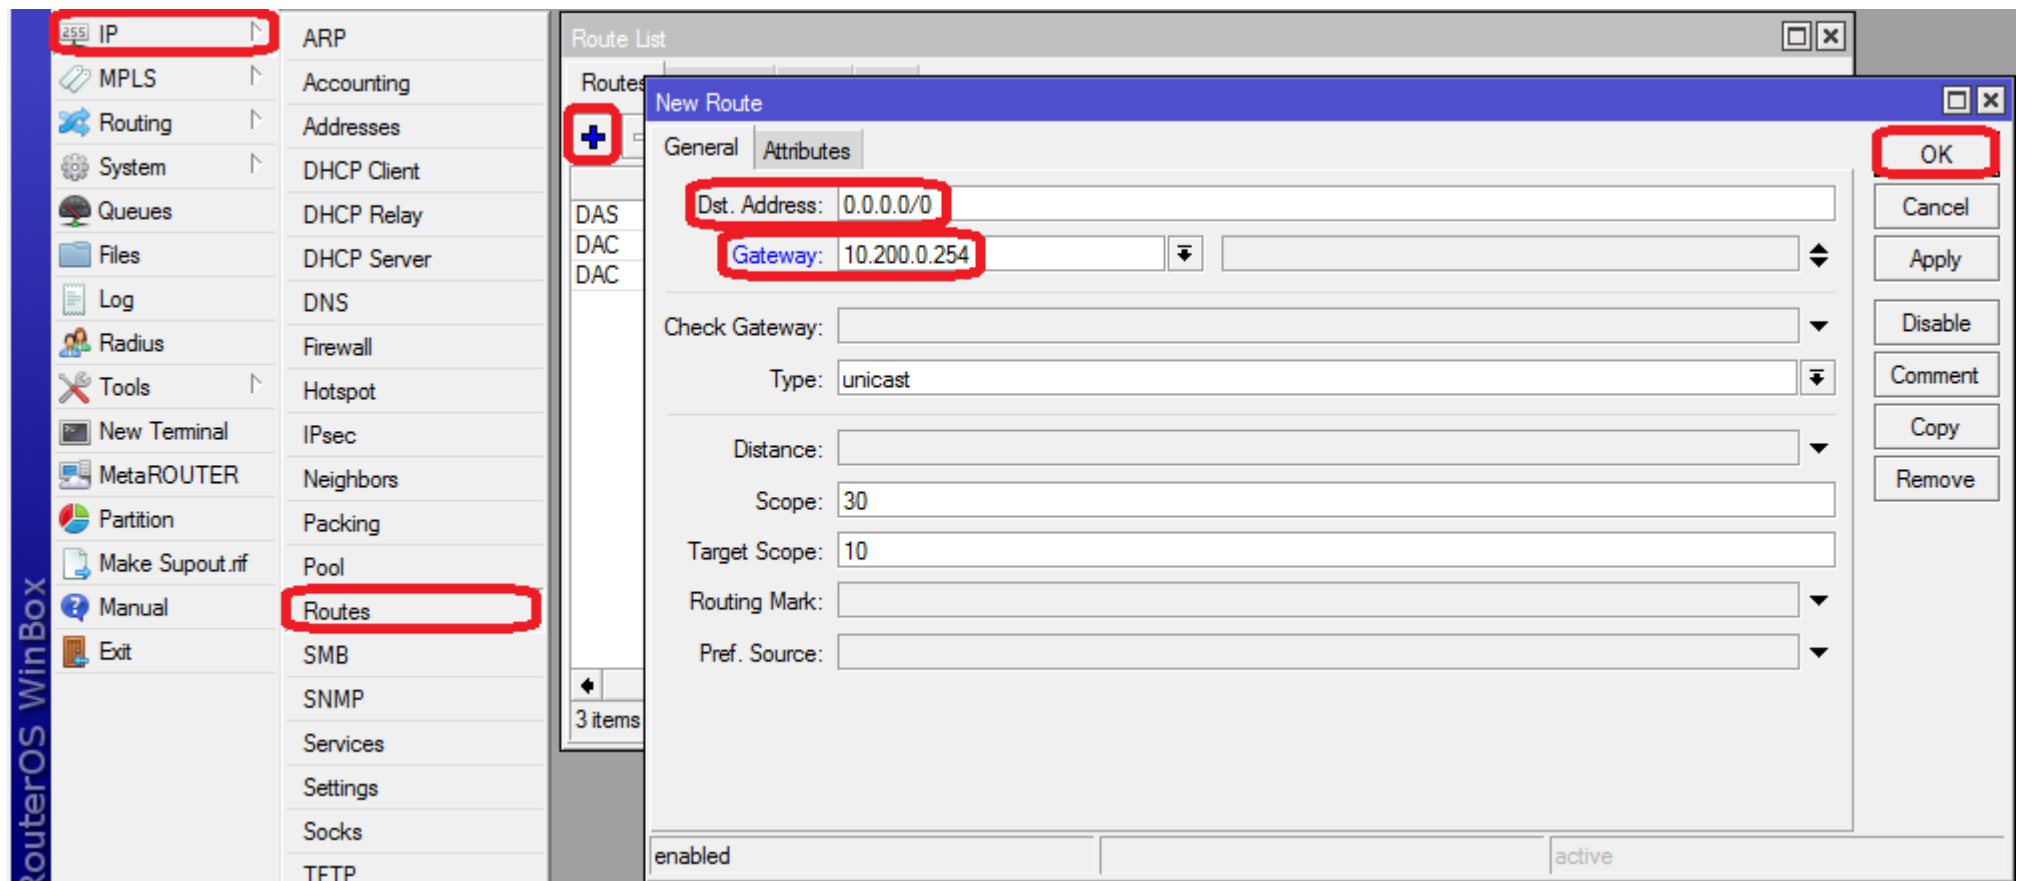 RouterOS WinBox
255 IP
MPLS
Routing
System
Queues
Files
Log
Radius
Tools
New Terminal
MetaROUTER
Partition
Make Supout.rif
Manual
Exit
ARP
Accounting
Addresses
DHCP Client
DHCP Relay
DHCP Server
DNS
Firewall
Hotspot
IPsec
Neighbors
Packing
Pool
Routes
SMB
SNMP
Services
Settings
Socks
TFTP
Route List
Routes
DAS
DAC
DAC
3 items
New Route
General Attributes
Dst. Address: 0.0.0.0/0
Gateway: 10.200.0.254
Check Gateway:
Type: unicast
Distance:
Scope: 30
Target Scope: 10
Routing Mark:
Pref. Source:
OK
Cancel
Apply
Disable
Comment
Copy
Remove
enabled active